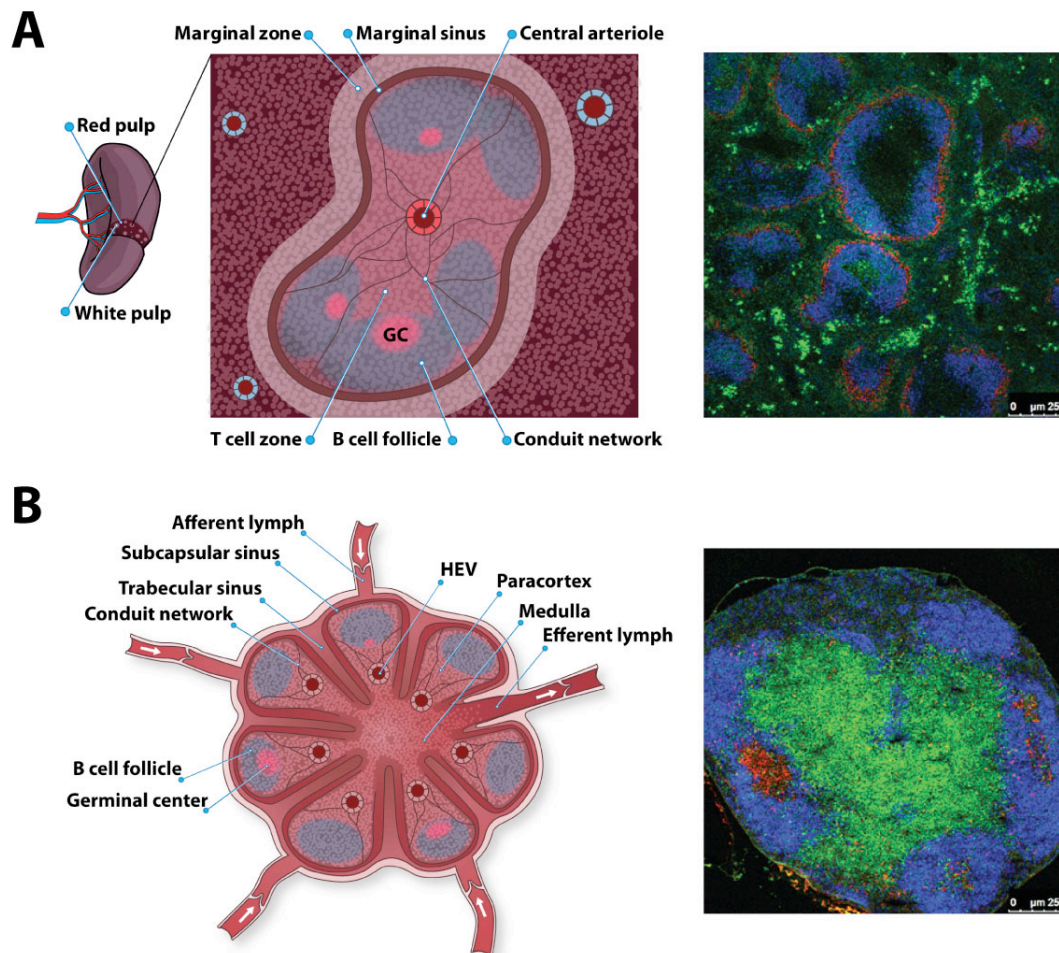 A
Marginal zone
Marginal sinus
Central arteriole
Red pulp
White pulp
GC
T cell zone
B cell follicle
Conduit network
0 µm 25
B
Afferent lymph
Subcapsular sinus
Trabecular sinus
Conduit network
HEV
Paracortex
Medulla
Efferent lymph
B cell follicle
Germinal center
0 µm 25